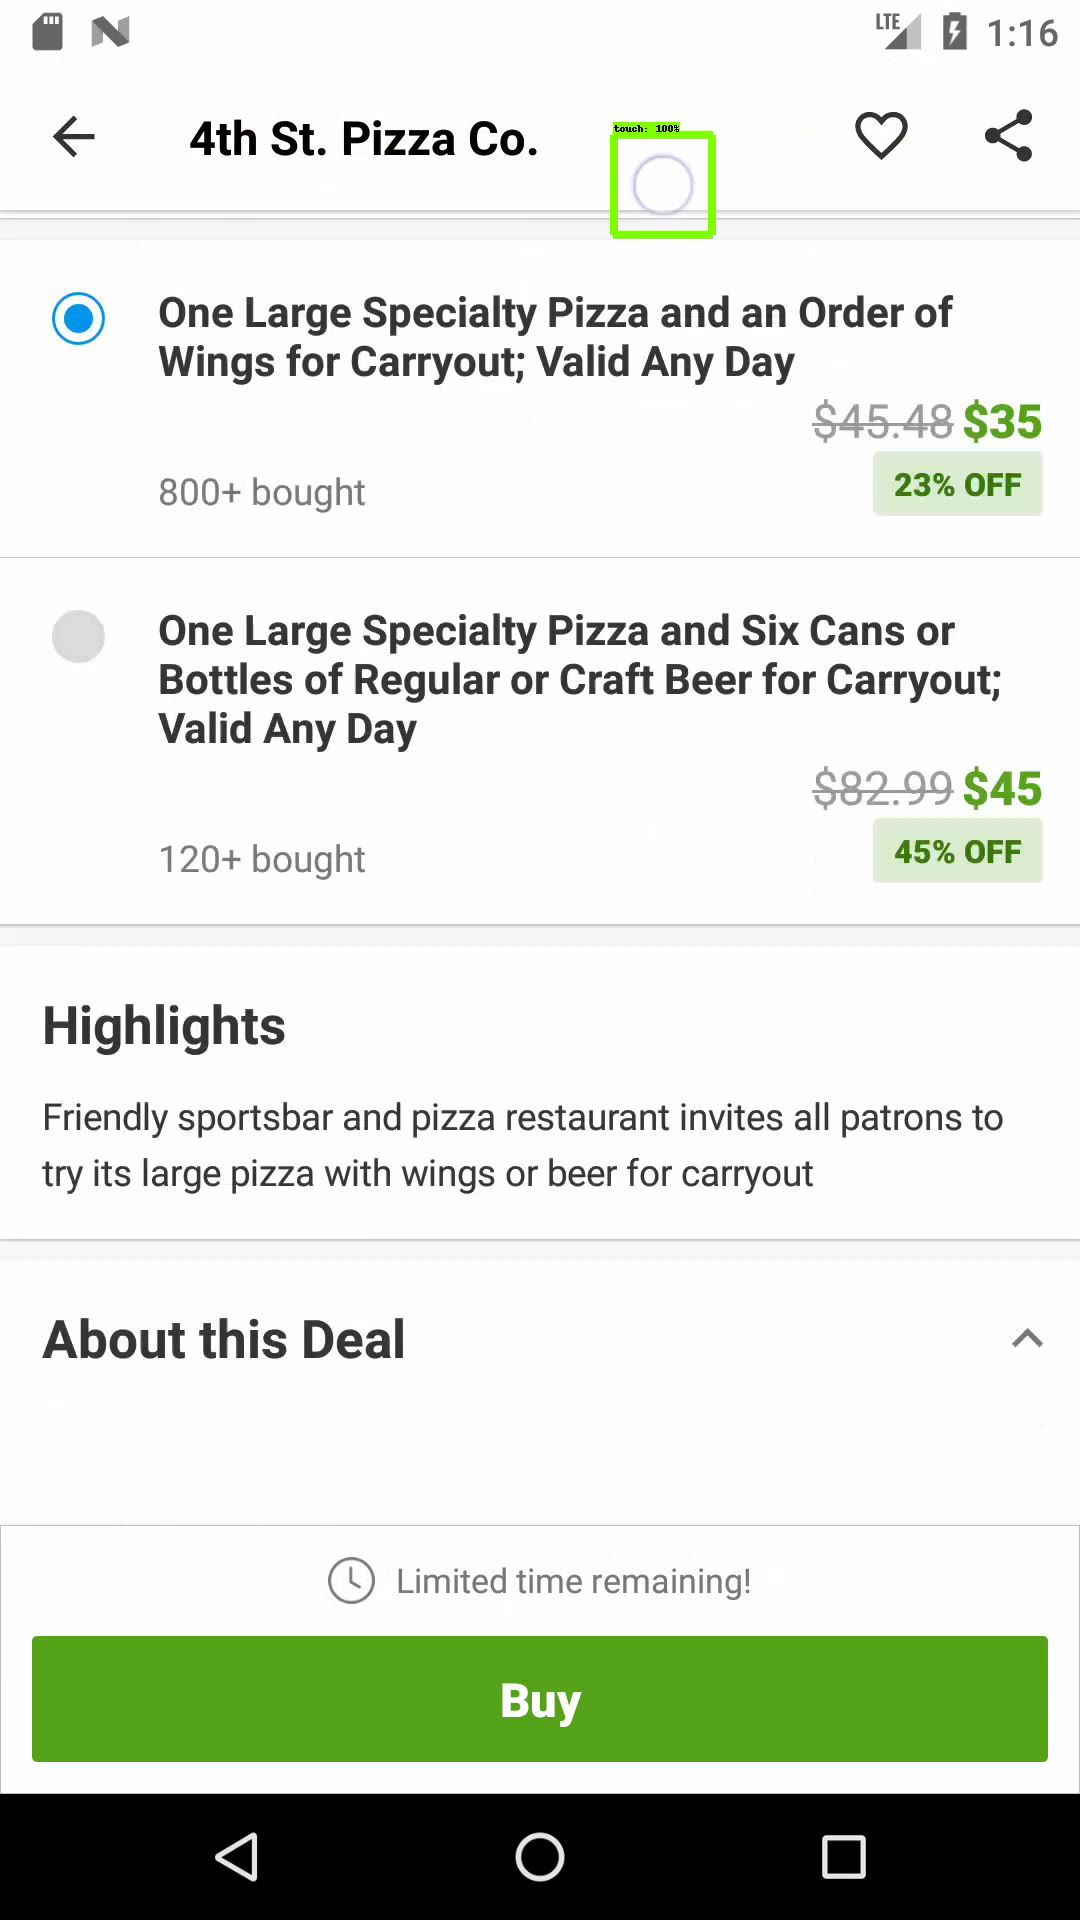 LTE 1:16
4th St. Pizza Co.
touch: 100%
One Large Specialty Pizza and an Order of
Wings for Carryout; Valid Any Day
$45.48 $35
800+ bought
23% OFF
One Large Specialty Pizza and Six Cans or
Bottles of Regular or Craft Beer for Carryout;
Valid Any Day
$82.99 $45
120+ bought
45% OFF
Highlights
Friendly sportsbar and pizza restaurant invites all patrons to
try its large pizza with wings or beer for carryout
About this Deal
Limited time remaining!
Buy